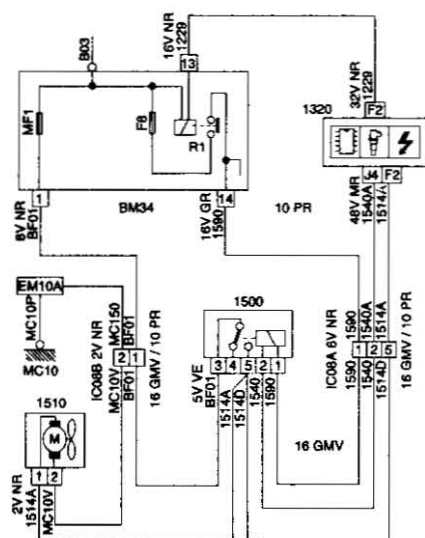 B03
16V NR
1229
13
MF1
F8
R1
32V NR
1229
F2
1320
1
BM34
14
8V NR
BF01
16V GR
1590
10 PR
J4
F2
48V MR
1540A
1514A
EM10A
MC10P
MC10
MC150
BF01
2
1
IC08B 2V NR
MC10V
BF01
16 GMV / 10 PR
1500
3
4
5
2
1
5V VE
BF01
1514A
1514D
1540
1590
IC08A 6V NR
1590
1540A
1514A
1
2
5
1590
1540
1514D
16 GMV / 10 PR
1510
M
1
2
2V NR
1514A
MC10V
16 GMV